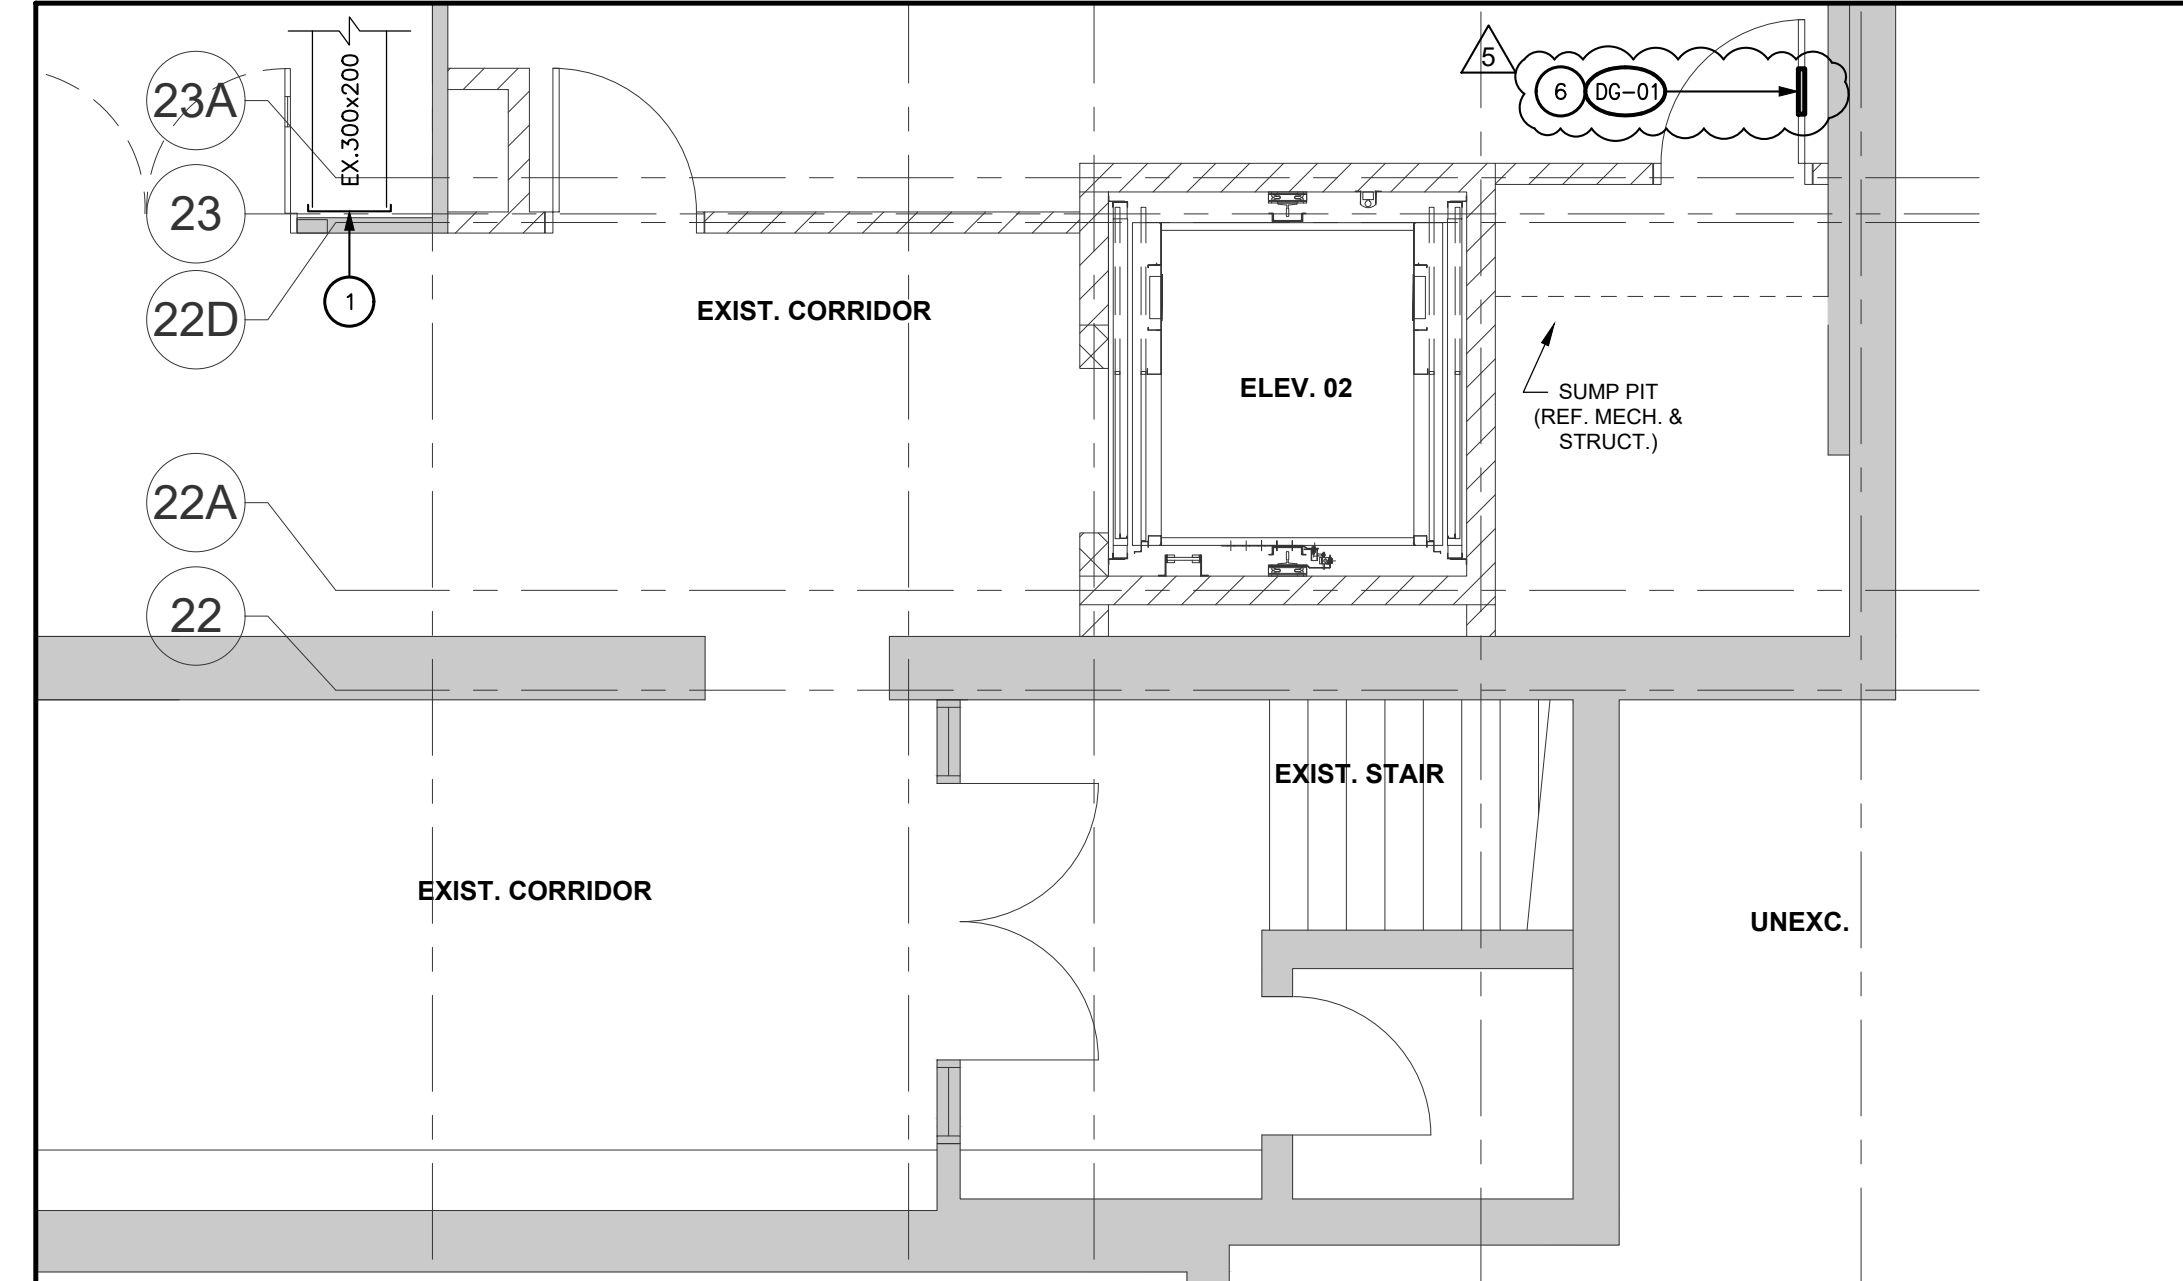 23A
EX.300x200
5
6
DG-01
23
22D
1
EXIST. CORRIDOR
ELEV. 02
SUMP PIT
(REF. MECH. &
STRUCT.)
22A
22
EXIST. STAIR
EXIST. CORRIDOR
UNEXC.